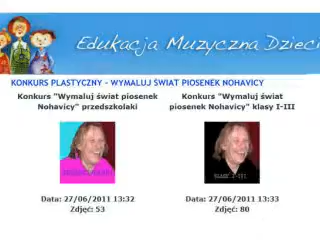 Edukacja Muzyczna Dzieci
KONKURS PLASTYCZNY - WYMALUJ ŚWIAT PIOSENEK NOHAVICY
Konkurs "Wymaluj świat piosenek
Nohavicy" przedszkolaki
Konkurs "Wymaluj świat
piosenek Nohavicy" klasy I-III
KLASY I-III
Data: 27/06/2011 13:32
Zdjęć: 53
Data: 27/06/2011 13:33
Zdjęć: 80